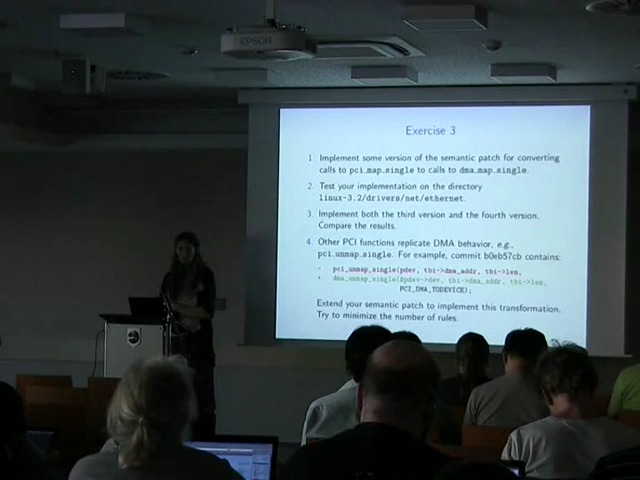 EPSON
Exercise 3
1. Implement some version of the semantic patch for converting
calls to pci_map_single to calls to dma_map_single.
2. Test your implementation on the directory
linux-3.2/drivers/net/ethernet.
3. Implement both the third version and the fourth version.
Compare the results.
4. Other PCI functions replicate DMA behavior, e.g.,
pci_unmap_single. For example, commit b0eb57cb contains:
- pci_unmap_single(pdev, tbi->dma_addr, tbi->len,
+ dma_unmap_single(&pdev->dev, tbi->dma_addr, tbi->len,
PCI_DMA_TODEVICE);
Extend your semantic patch to implement this transformation.
Try to minimize the number of rules.